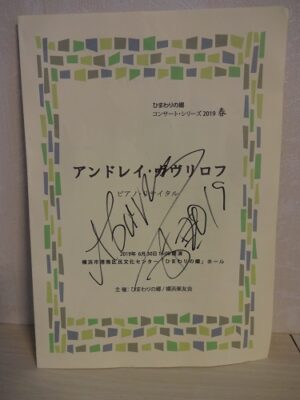 ひまわりの郷
コンサート・シリーズ 2019 春
アンドレイ・ガヴリロフ
ピアノ・リサイタル
2019年 6月30日
横浜市港南区民文化センター「ひまわりの郷」ホール
主催:ひまわりの郷/横浜楽友会
2019